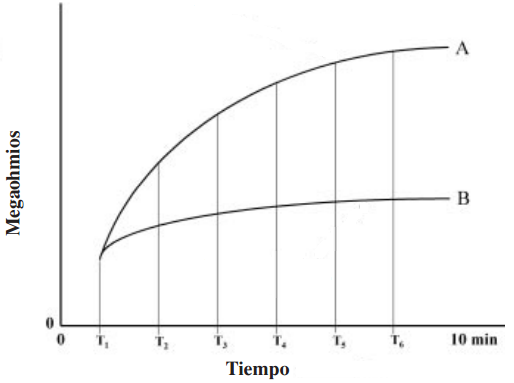 Megaohmios
A
B
0
0 T₁ T₂ T₃ T₄ T₅ T₆ 10 min
Tiempo